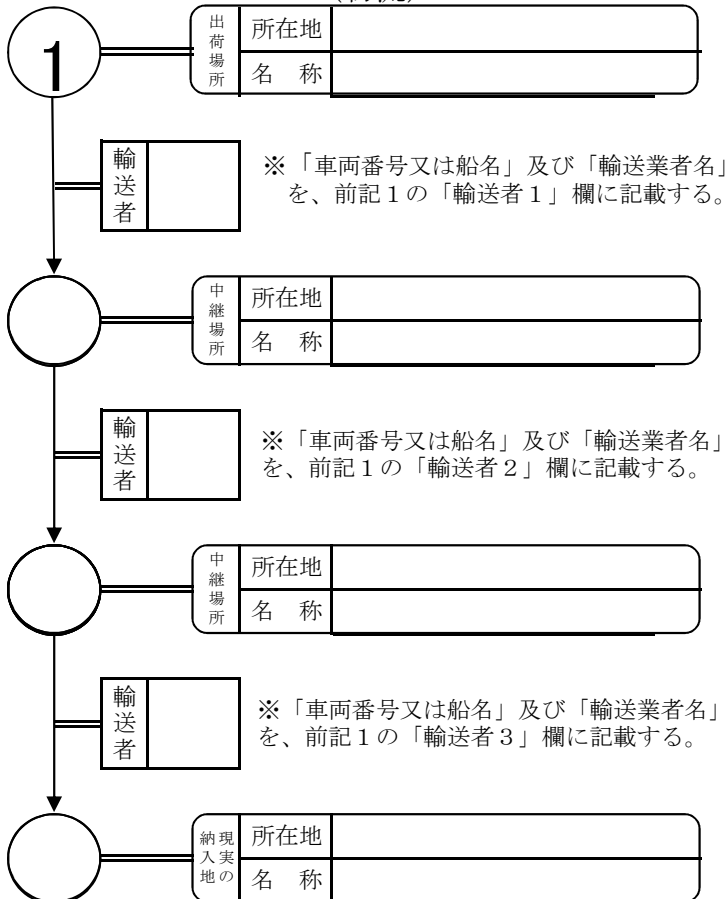 1
出荷場所
所在地
名　称
輸送者
※「車両番号又は船名」及び「輸送業者名」
を、前記１の「輸送者１」欄に記載する。
中継場所
所在地
名　称
輸送者
※「車両番号又は船名」及び「輸送業者名」
を、前記１の「輸送者２」欄に記載する。
中継場所
所在地
名　称
輸送者
※「車両番号又は船名」及び「輸送業者名」
を、前記１の「輸送者３」欄に記載する。
現実の
納入地
所在地
名　称